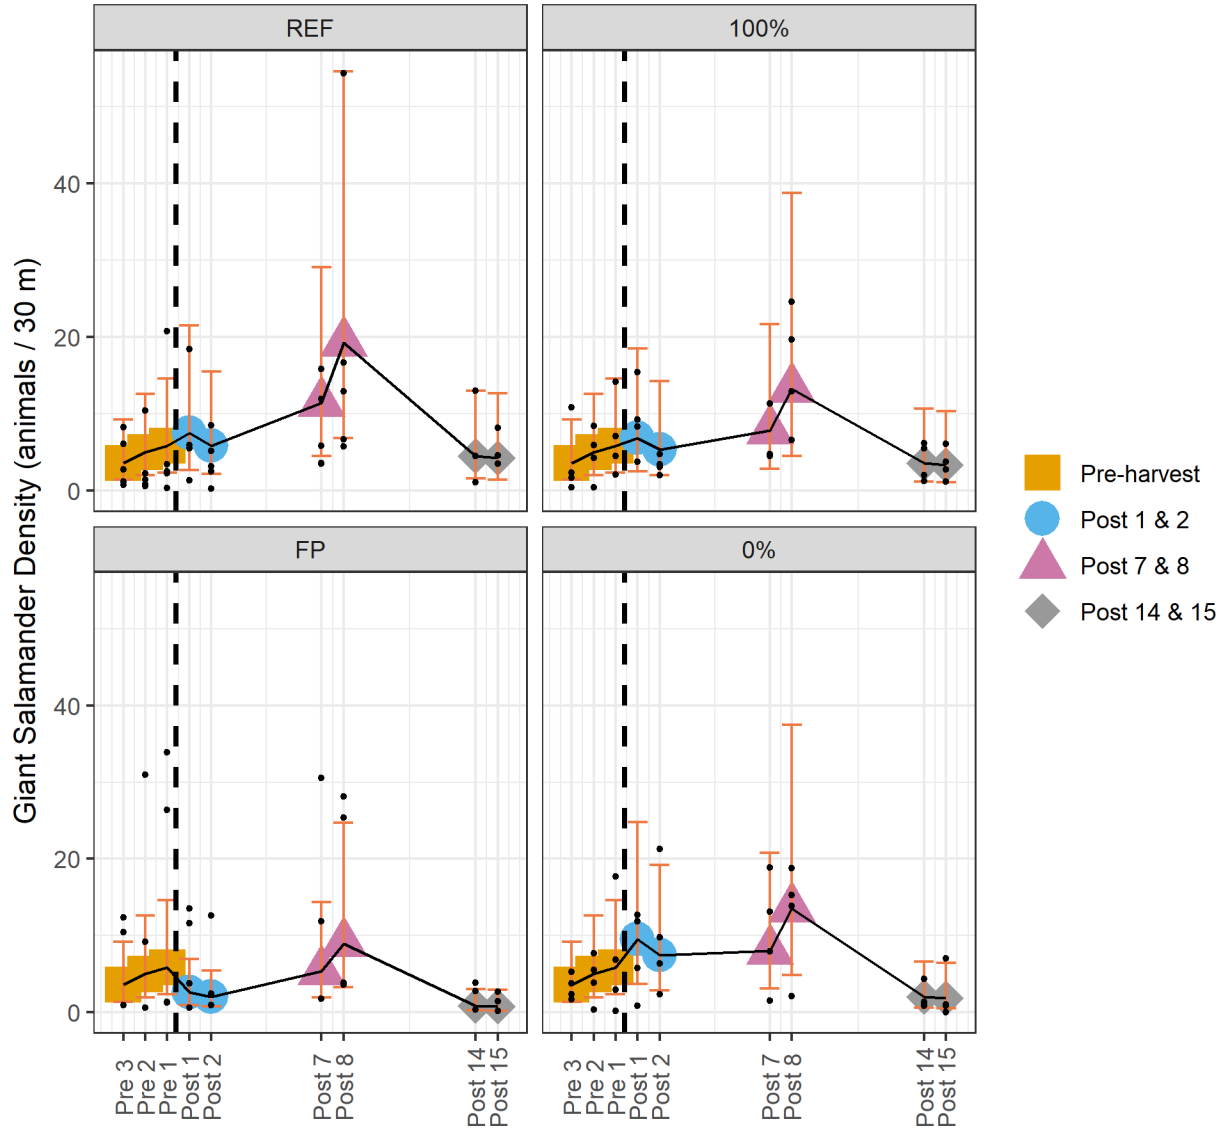 REF
100%
40
20
0
FP
0%
40
20
0
Giant Salamander Density (animals / 30 m)
Pre 3
Pre 2
Pre 1
Post 1
Post 2
Post 7
Post 8
Post 14
Post 15
Pre 3
Pre 2
Pre 1
Post 1
Post 2
Post 7
Post 8
Post 14
Post 15
Pre-harvest
Post 1 & 2
Post 7 & 8
Post 14 & 15